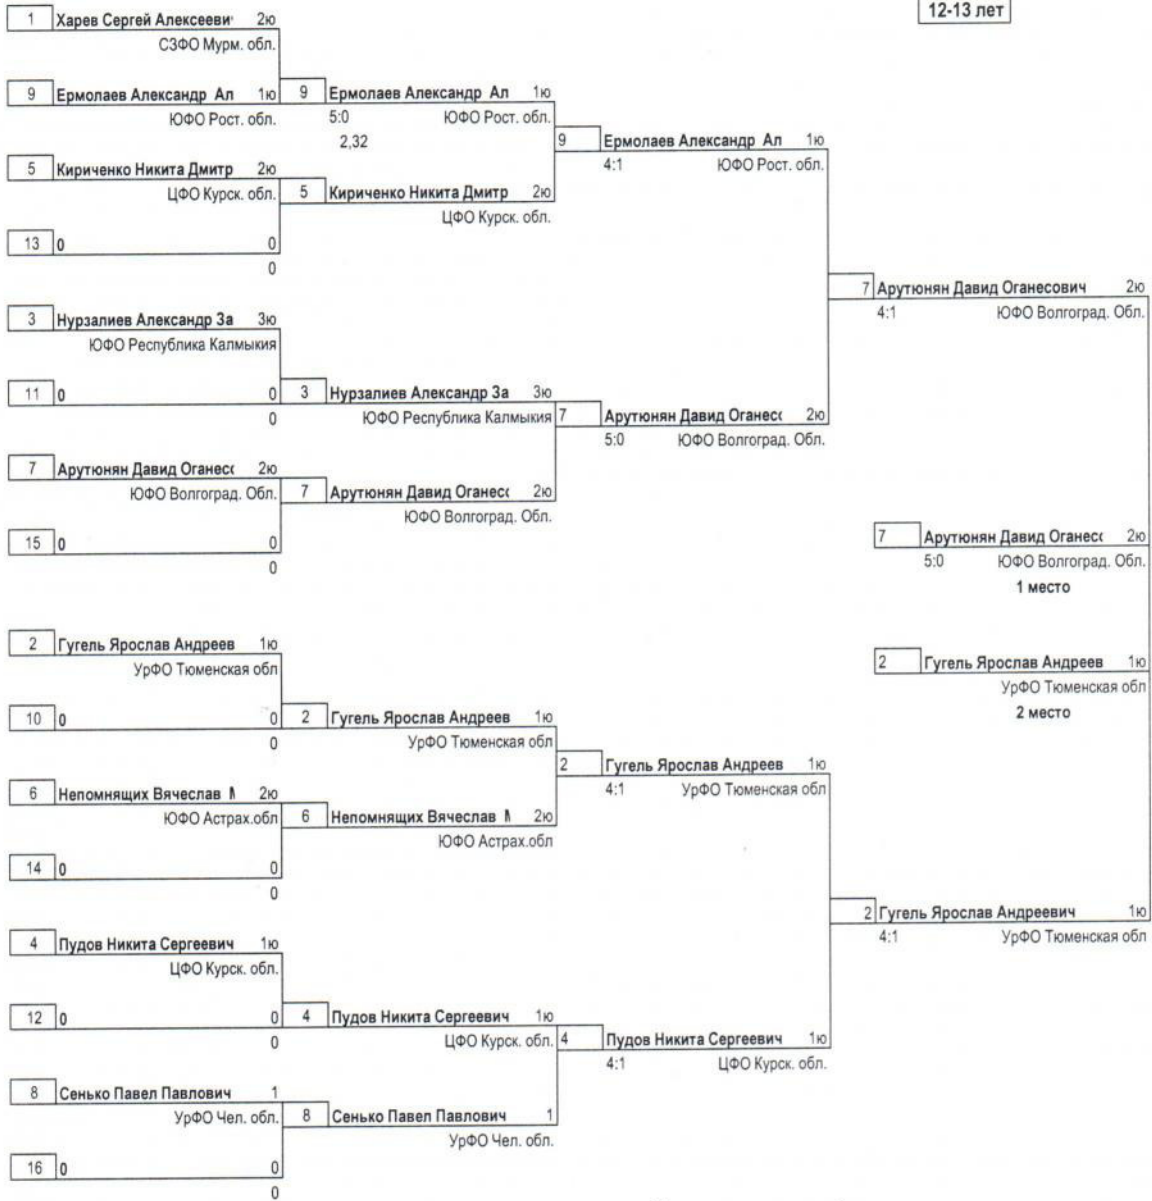 12-13 лет
1 Харев Сергей Алексееви 2ю
СЗФО Мурм. обл.
9 Ермолаев Александр Ал 1ю
ЮФО Рост. обл.
5 Кириченко Никита Дмитр 2ю
ЦФО Курск. обл.
13 0 0
0
3 Нурзалиев Александр За 3ю
ЮФО Республика Калмыкия
11 0 0
0
7 Арутюнян Давид Оганес 2ю
ЮФО Волгоград. Обл.
15 0 0
0
2 Гугель Ярослав Андреев 1ю
УрФО Тюменская обл
10 0 0
0
6 Непомнящих Вячеслав 2ю
ЮФО Астрах.обл
14 0 0
0
4 Пудов Никита Сергеевич 1ю
ЦФО Курск. обл.
12 0 0
0
8 Сенько Павел Павлович 1
УрФО Чел. обл.
16 0 0
0
9 Ермолаев Александр Ал 1ю
5:0 ЮФО Рост. обл.
2,32
5 Кириченко Никита Дмитр 2ю
ЦФО Курск. обл.
3 Нурзалиев Александр За 3ю
ЮФО Республика Калмыкия
7 Арутюнян Давид Оганес 2ю
ЮФО Волгоград. Обл.
2 Гугель Ярослав Андреев 1ю
УрФО Тюменская обл
6 Непомнящих Вячеслав 2ю
ЮФО Астрах.обл
4 Пудов Никита Сергеевич 1ю
ЦФО Курск. обл.
8 Сенько Павел Павлович 1
УрФО Чел. обл.
9 Ермолаев Александр Ал 1ю
4:1 ЮФО Рост. обл.
7 Арутюнян Давид Оганес 2ю
5:0 ЮФО Волгоград. Обл.
2 Гугель Ярослав Андреев 1ю
4:1 УрФО Тюменская обл
4 Пудов Никита Сергеевич 1ю
4:1 ЦФО Курск. обл.
7 Арутюнян Давид Оганесович 2ю
4:1 ЮФО Волгоград. Обл.
7 Арутюнян Давид Оганес 2ю
5:0 ЮФО Волгоград. Обл.
1 место
2 Гугель Ярослав Андреев 1ю
УрФО Тюменская обл
2 место
2 Гугель Ярослав Андреевич 1ю
4:1 УрФО Тюменская обл